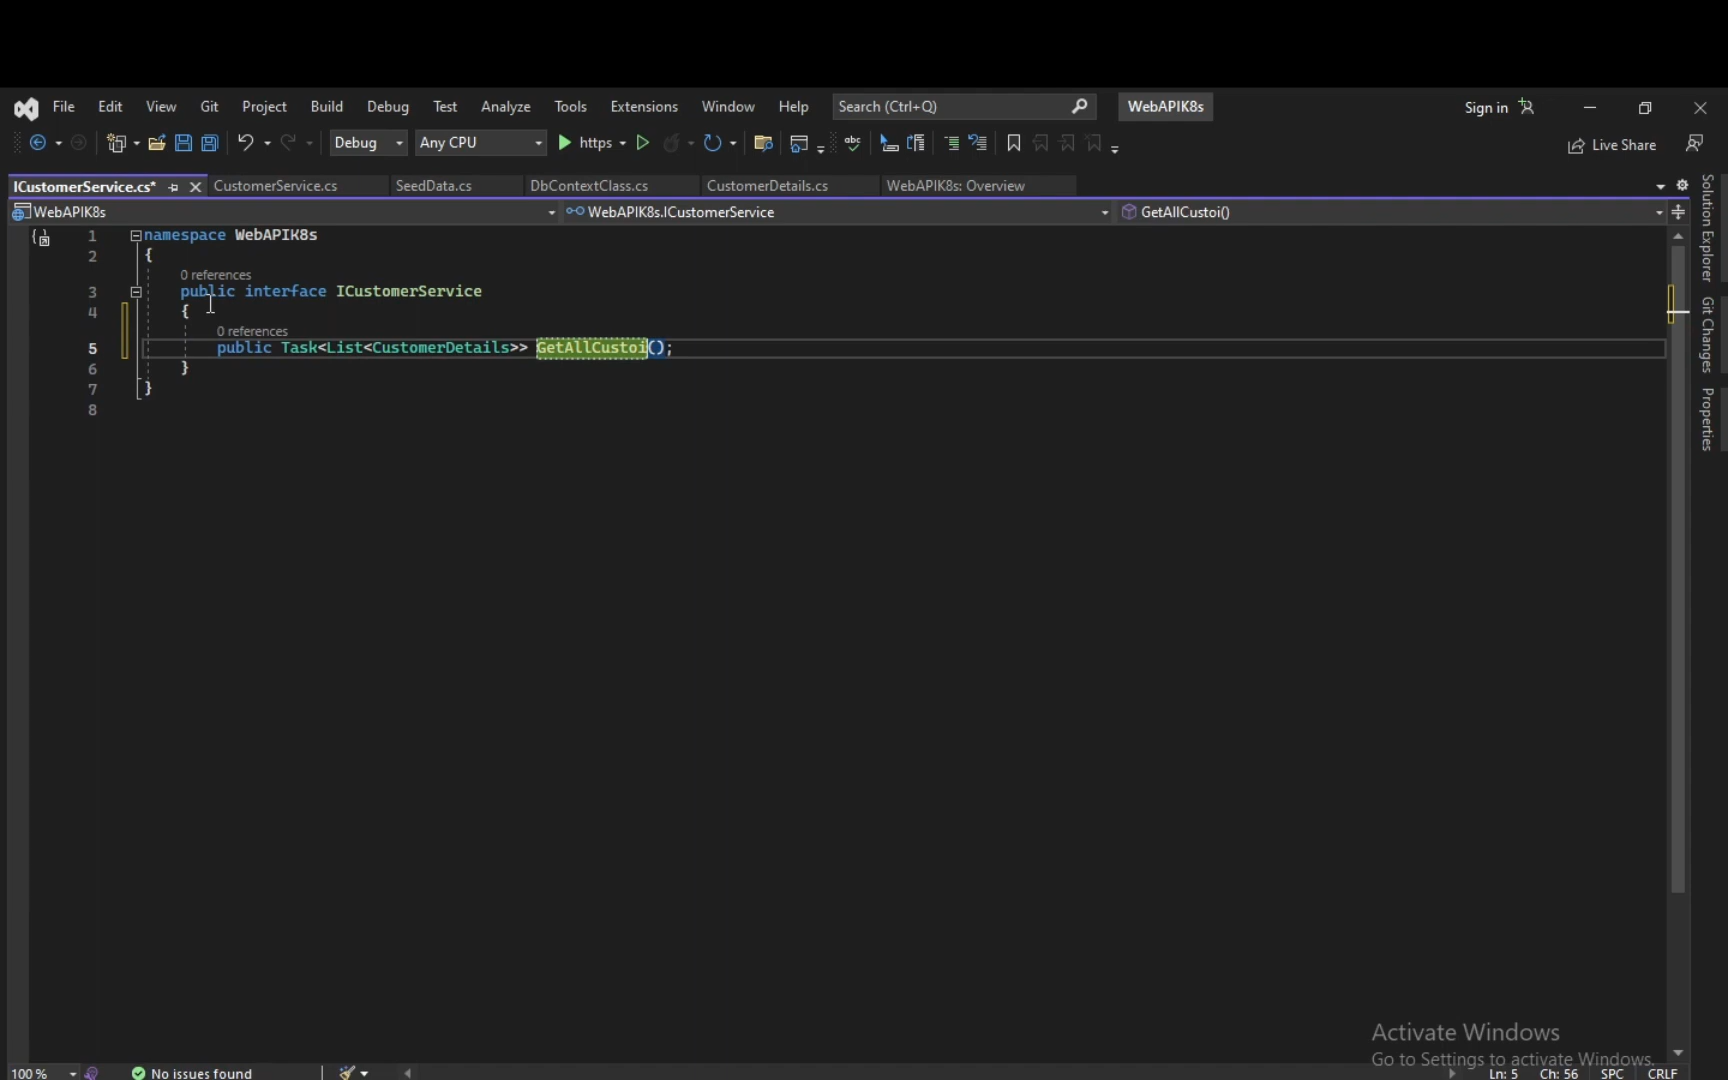 File Edit View Git Project Build Debug Test Analyze Tools Extensions Window Help Search (Ctrl+Q) WebAPIK8s Sign in
Debug Any CPU https Live Share
ICustomerService.cs* CustomerService.cs SeedData.cs DbContextClass.cs CustomerDetails.cs WebAPIK8s: Overview
WebAPIK8s WebAPIK8s.ICustomerService GetAllCustoi()
1 namespace WebAPIK8s
2 {
0 references
3 public interface ICustomerService
4 {
0 references
5 public Task<List<CustomerDetails>> GetAllCustoi();
6 }
7 }
8
Solution Explorer
Git Changes
Properties
Activate Windows
Go to Settings to activate Windows.
100 % No issues found Ln: 5 Ch: 56 SPC CRLF